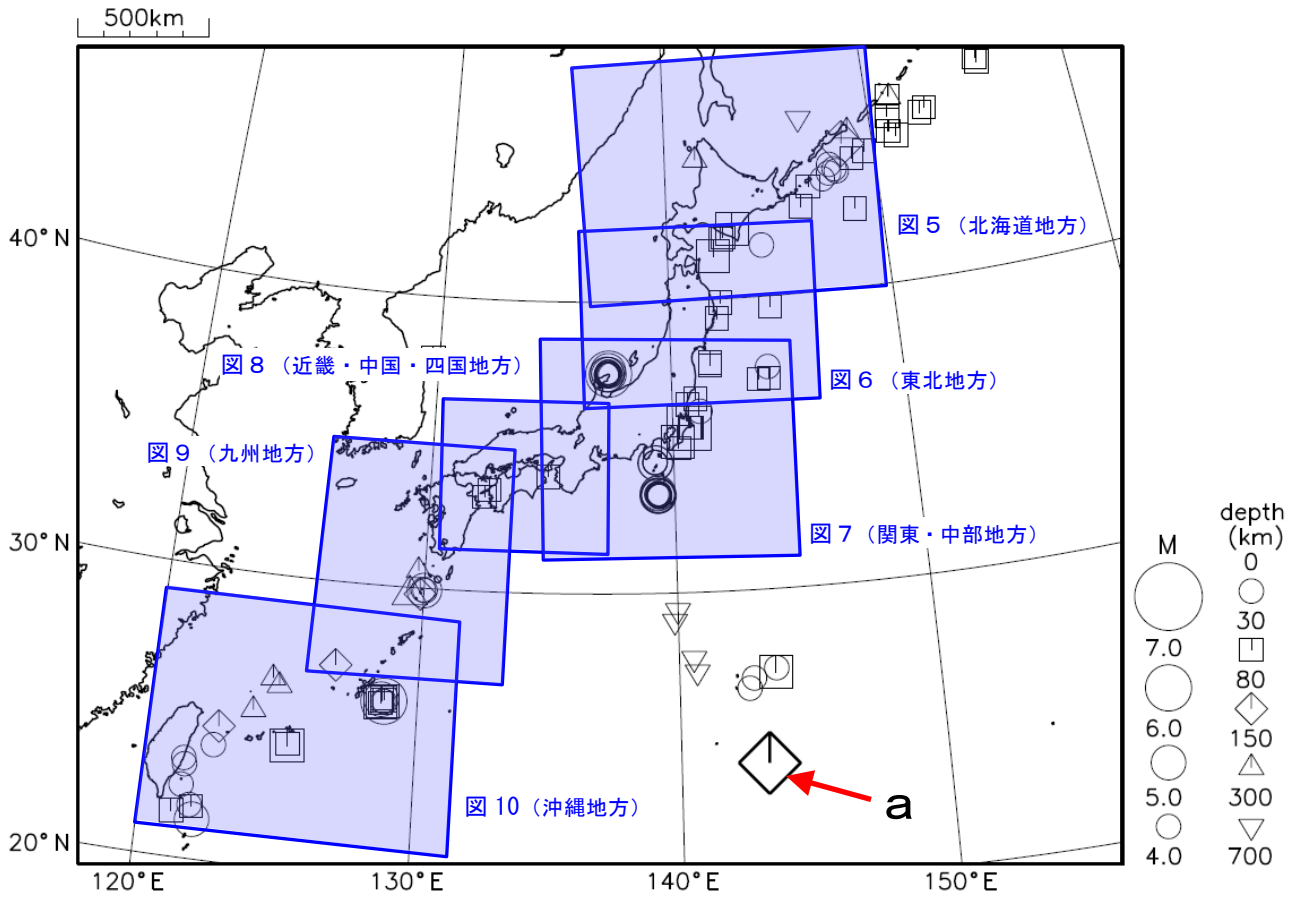 500km
40°N
30°N
20°N
120°E
130°E
140°E
150°E
図5（北海道地方）
図6（東北地方）
図7（関東・中部地方）
図8（近畿・中国・四国地方）
図9（九州地方）
図10（沖縄地方）
a
M
7.0
6.0
5.0
4.0
depth
(km)
0
30
80
150
300
700